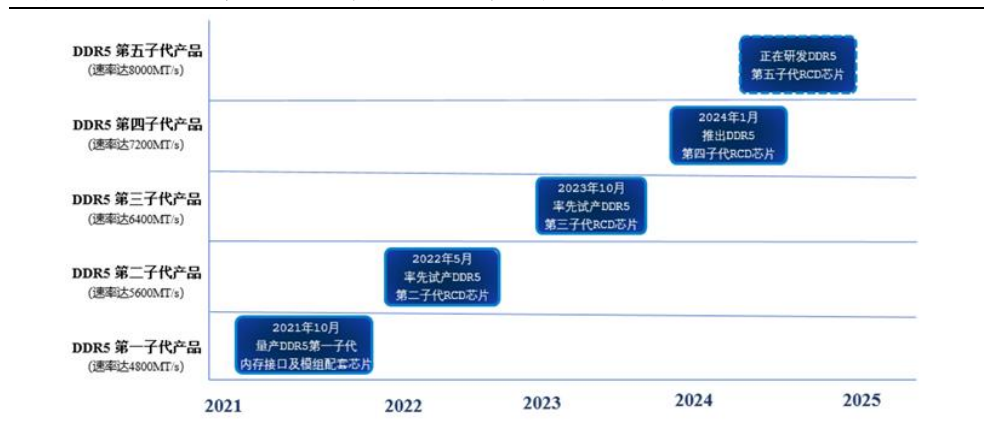 DDR5 第五子代产品
(速率达8000MT/s)
正在研发DDR5
第五子代RCD芯片
DDR5 第四子代产品
(速率达7200MT/s)
2024年1月
推出DDR5
第四子代RCD芯片
DDR5 第三子代产品
(速率达6400MT/s)
2023年10月
率先试产DDR5
第三子代RCD芯片
DDR5 第二子代产品
(速率达5600MT/s)
2022年5月
率先试产DDR5
第二子代RCD芯片
DDR5 第一子代产品
(速率达4800MT/s)
2021年10月
量产DDR5第一子代
内存接口及模组配套芯片
2021
2022
2023
2024
2025